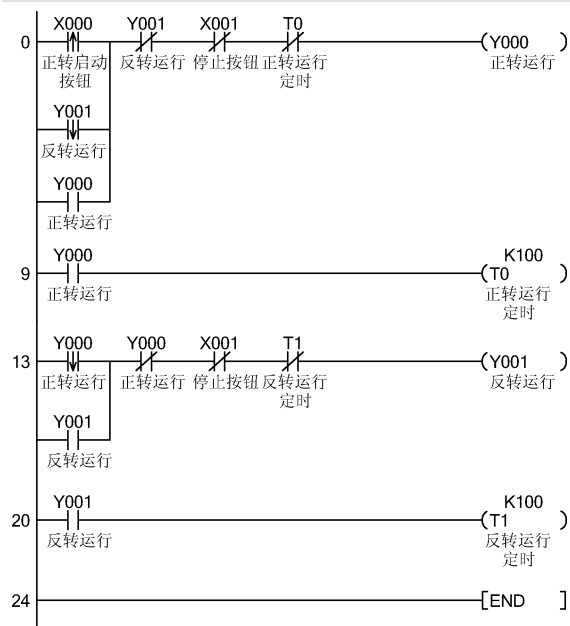 X000 Y001 X001 T0
0 (Y000 )
正转启动 反转运行 停止按钮 正转运行 正转运行
按钮 定时
Y001
反转运行
Y000
正转运行
Y000 K100
9 (T0 )
正转运行 正转运行
定时
Y000 Y000 X001 T1
13 (Y001 )
正转运行 正转运行 停止按钮 反转运行 反转运行
定时
Y001
反转运行
Y001 K100
20 (T1 )
反转运行 反转运行
定时
24 [END ]